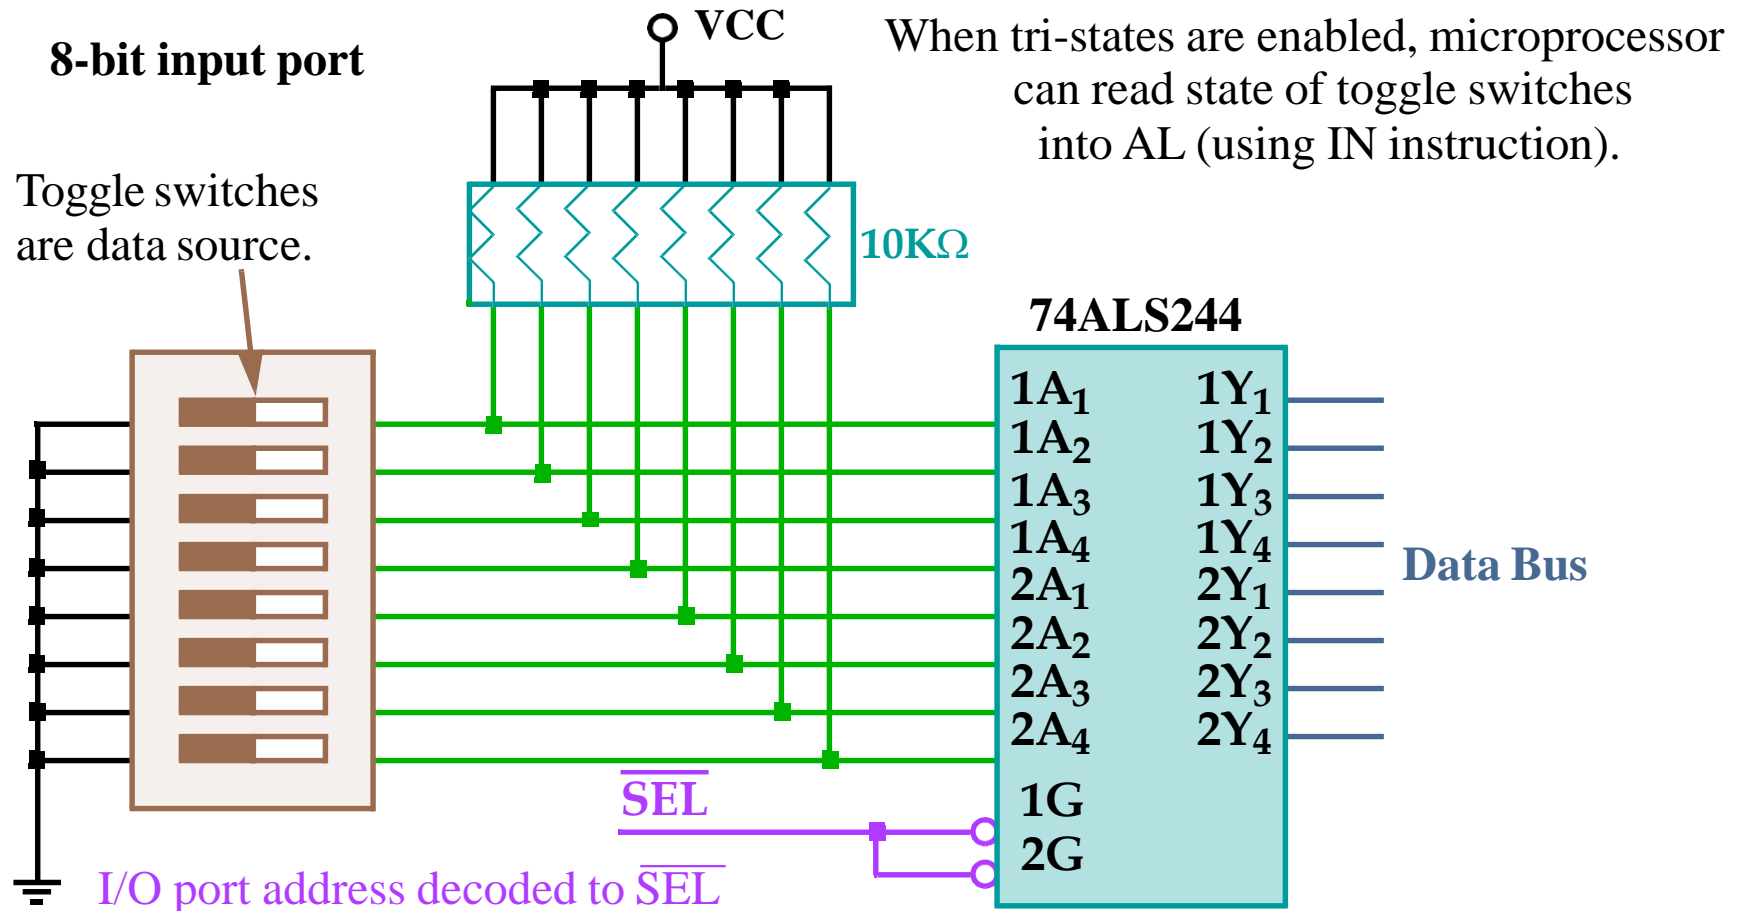 8-bit input port
VCC
When tri-states are enabled, microprocessor
can read state of toggle switches
into AL (using IN instruction).
Toggle switches
are data source.
10KΩ
74ALS244
1A₁ 1Y₁
1A₂ 1Y₂
1A₃ 1Y₃
1A₄ 1Y₄
2A₁ 2Y₁
2A₂ 2Y₂
2A₃ 2Y₃
2A₄ 2Y₄
Data Bus
S̅E̅L̅
1G
2G
I/O port address decoded to S̅E̅L̅